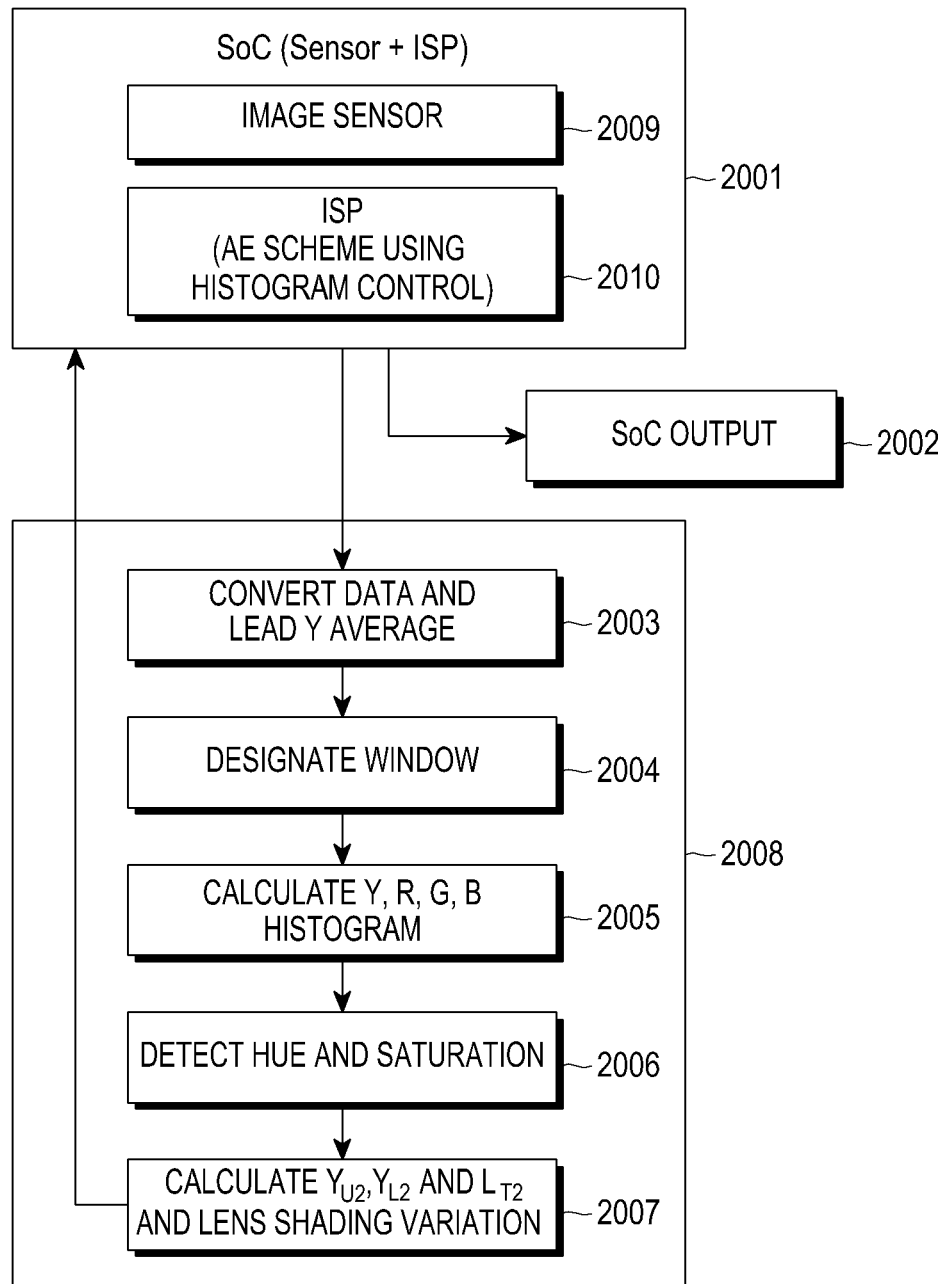 SoC (Sensor + ISP)
IMAGE SENSOR
2009
2001
ISP
(AE SCHEME USING
HISTOGRAM CONTROL)
2010
SoC OUTPUT
2002
CONVERT DATA AND
LEAD Y AVERAGE
2003
DESIGNATE WINDOW
2004
2008
CALCULATE Y, R, G, B
HISTOGRAM
2005
DETECT HUE AND SATURATION
2006
CALCULATE YU2,YL2 AND LT2
AND LENS SHADING VARIATION
2007